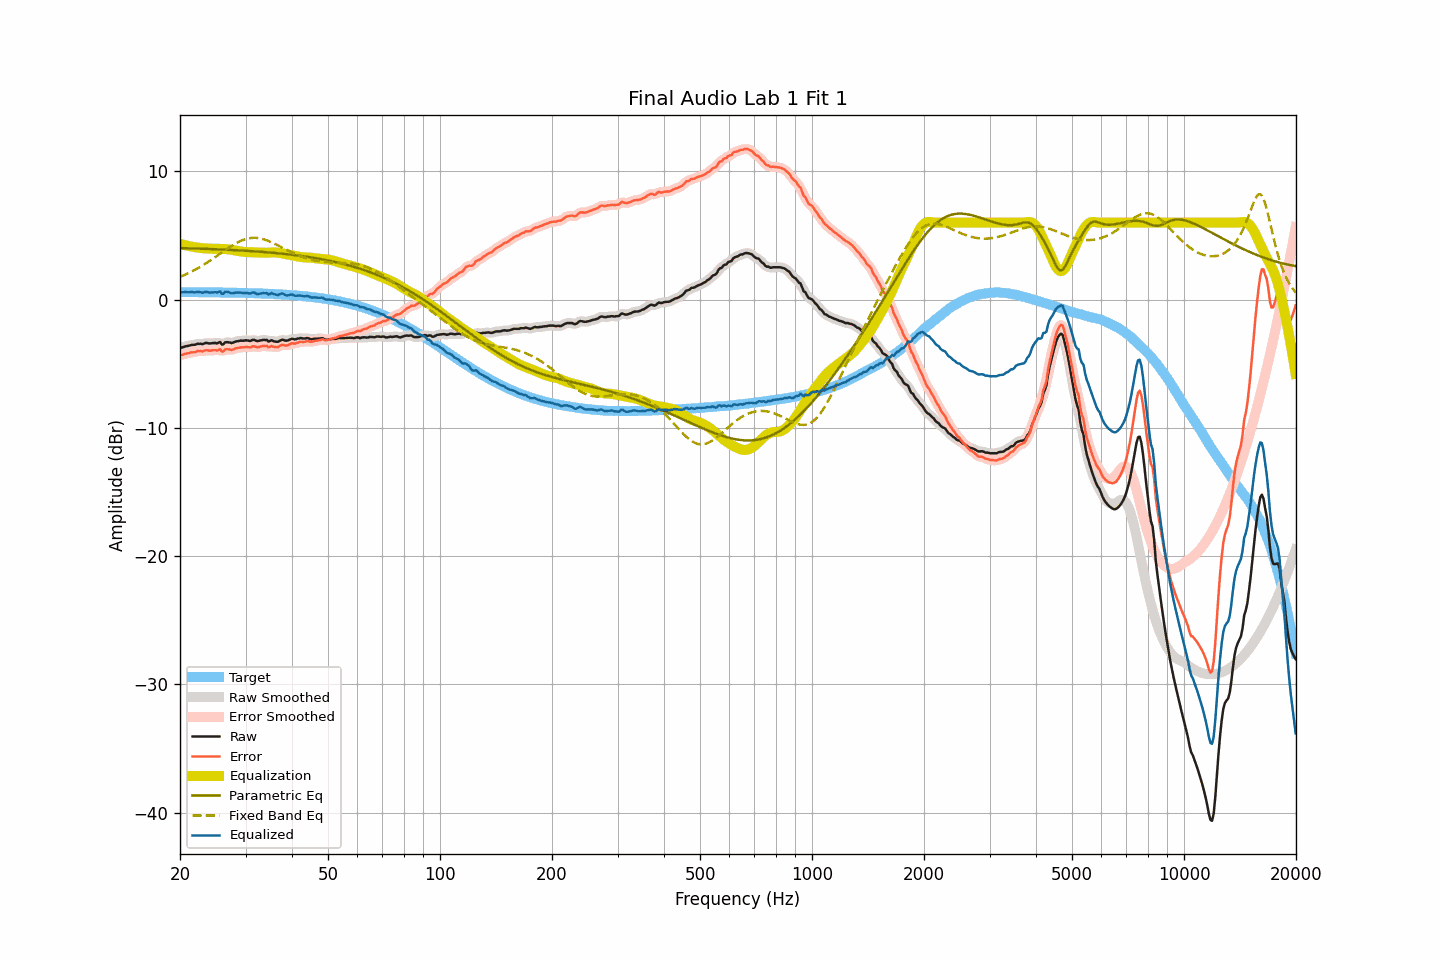 Final Audio Lab 1 Fit 1
Amplitude (dBr)
10
0
−10
−20
−30
−40
Target
Raw Smoothed
Error Smoothed
Raw
Error
Equalization
Parametric Eq
Fixed Band Eq
Equalized
20 50 100 200 500 1000 2000 5000 10000 20000
Frequency (Hz)